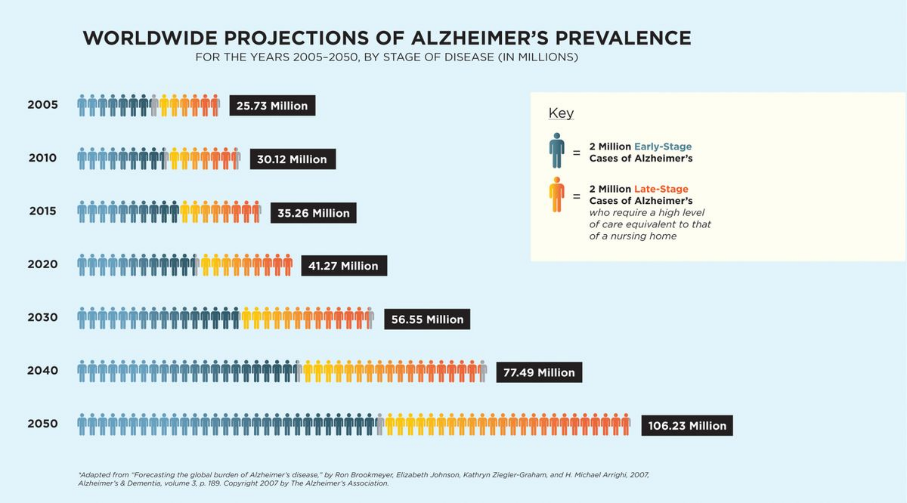 WORLDWIDE PROJECTIONS OF ALZHEIMER'S PREVALENCE
FOR THE YEARS 2005–2050, BY STAGE OF DISEASE (IN MILLIONS)
2005
25.73 Million
2010
30.12 Million
2015
35.26 Million
2020
41.27 Million
2030
56.55 Million
2040
77.49 Million
2050
106.23 Million
Key
= 2 Million Early-Stage
Cases of Alzheimer's
= 2 Million Late-Stage
Cases of Alzheimer's
who require a high level
of care equivalent to that
of a nursing home
*Adapted from "Forecasting the global burden of Alzheimer's disease," by Ron Brookmeyer, Elizabeth Johnson, Kathryn Ziegler-Graham, and H. Michael Arrighi, 2007,
Alzheimer's & Dementia, volume 3, p. 189. Copyright 2007 by The Alzheimer's Association.